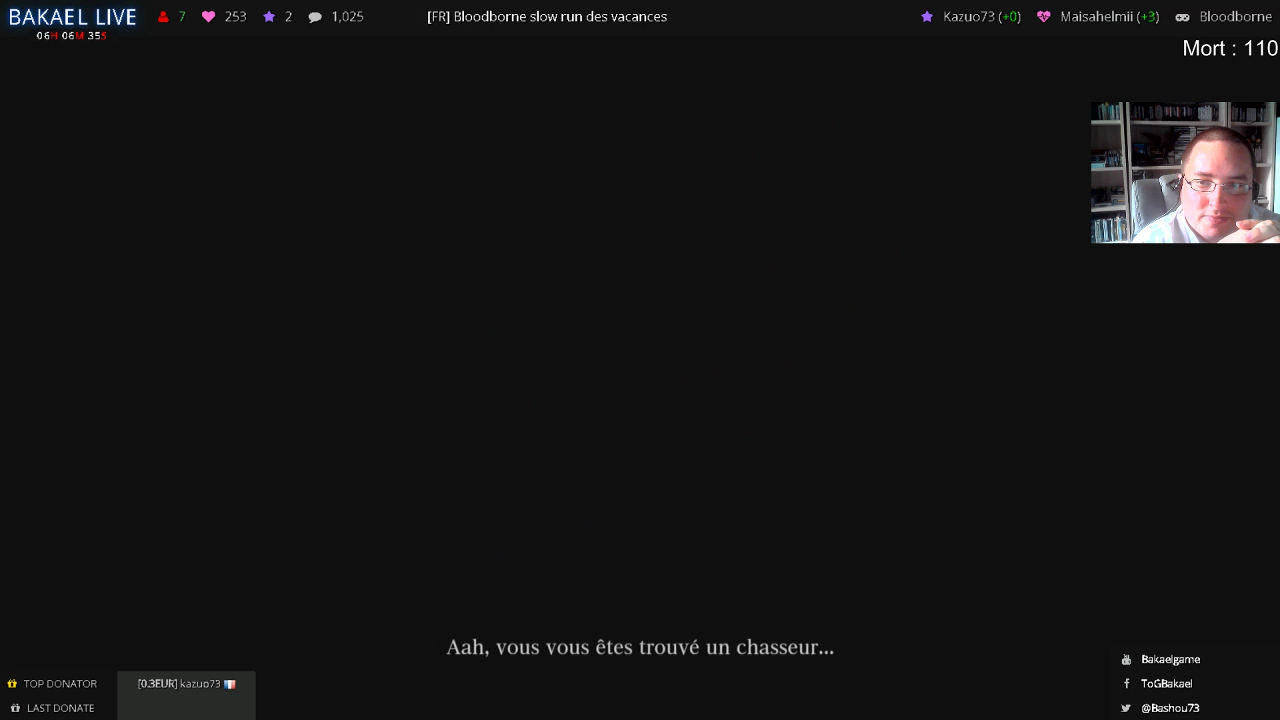 BAKAEL LIVE
06H 06M 35S
7
253
2
1,025
[FR] Bloodborne slow run des vacances
Kazuo73 (+0)
Maisahelmii (+3)
Bloodborne
Mort : 110
Aah, vous vous êtes trouvé un chasseur...
TOP DONATOR
[0.3EUR] kazuo73
LAST DONATE
Bakaelgame
ToGBakael
@Bashou73